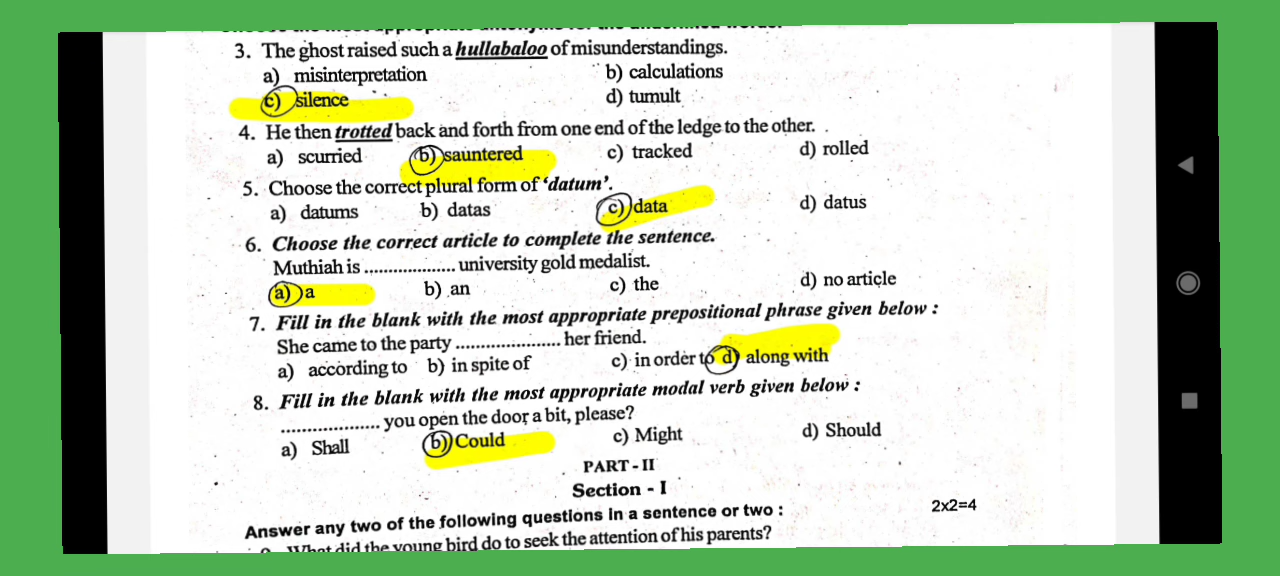 3. The ghost raised such a hullabaloo of misunderstandings.
a) misinterpretation b) calculations
c) silence d) tumult
4. He then trotted back and forth from one end of the ledge to the other.
a) scurried b) sauntered c) tracked d) rolled
5. Choose the correct plural form of ‘datum’.
a) datums b) datas c) data d) datus
6. Choose the correct article to complete the sentence.
Muthiah is ................... university gold medalist.
a) a b) an c) the d) no article
7. Fill in the blank with the most appropriate prepositional phrase given below :
She came to the party ..................... her friend.
a) according to b) in spite of c) in order to d) along with
8. Fill in the blank with the most appropriate modal verb given below :
.................... you open the door a bit, please?
a) Shall b) Could c) Might d) Should
PART - II
Section - I
Answer any two of the following questions in a sentence or two : 2x2=4
What did the young bird do to seek the attention of his parents?